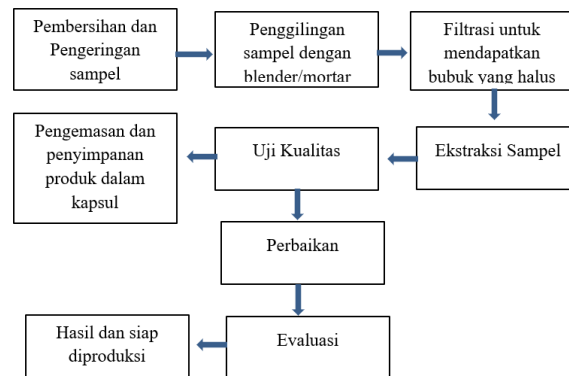 Pembersihan dan
Pengeringan
sampel
Penggilingan
sampel dengan
blender/mortar
Filtrasi untuk
mendapatkan
bubuk yang halus
Ekstraksi Sampel
Uji Kualitas
Pengemasan dan
penyimpanan
produk dalam
kapsul
Perbaikan
Evaluasi
Hasil dan siap
diproduksi